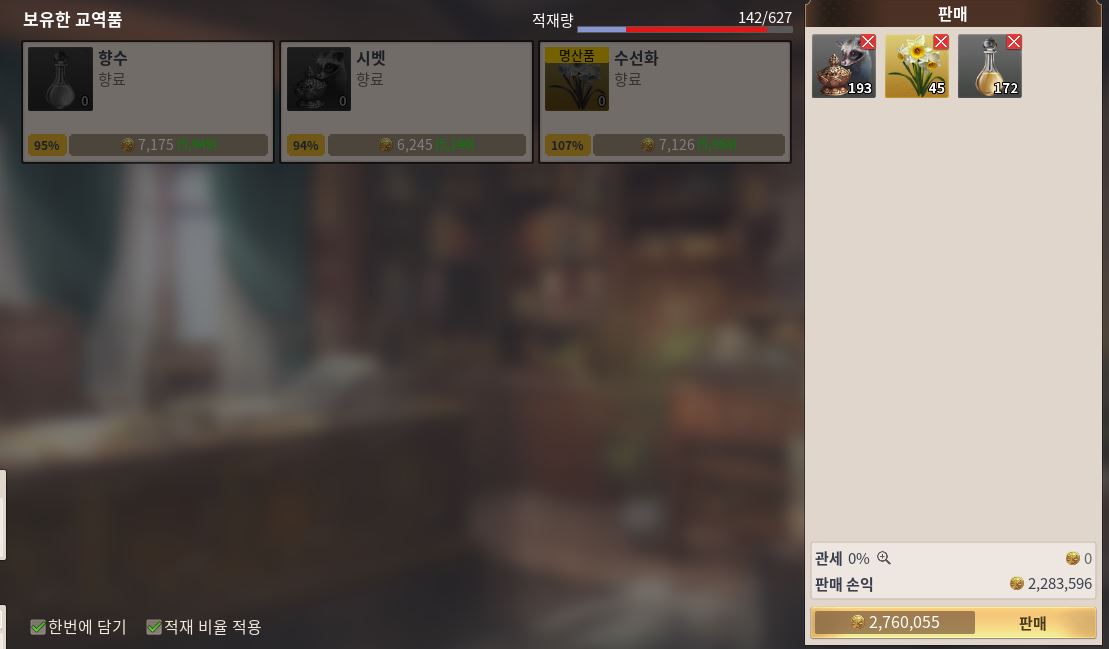 보유한 교역품
적재량 142/627
향수
향료
0
95% 7,175
시벳
향료
0
94% 6,245
명산품
수선화
향료
0
107% 7,126
한번에 담기
적재 비율 적용
판매
193
45
172
관세 0% 0
판매 손익 2,283,596
2,760,055 판매